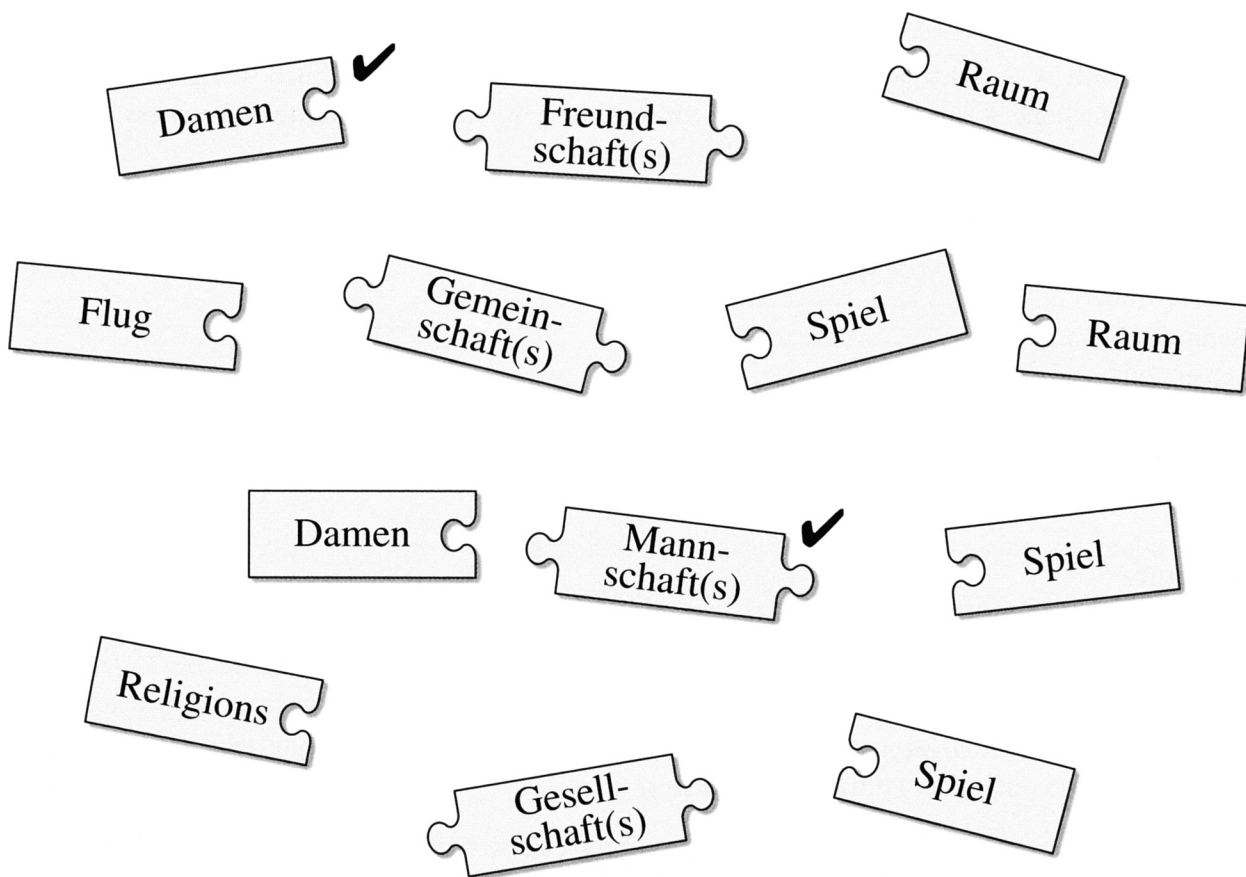 Damen ✔
Freund-
schaft(s)
Raum
Flug
Gemein-
schaft(s)
Spiel
Raum
Damen
Mann-
schaft(s) ✔
Spiel
Religions
Gesell-
schaft(s)
Spiel